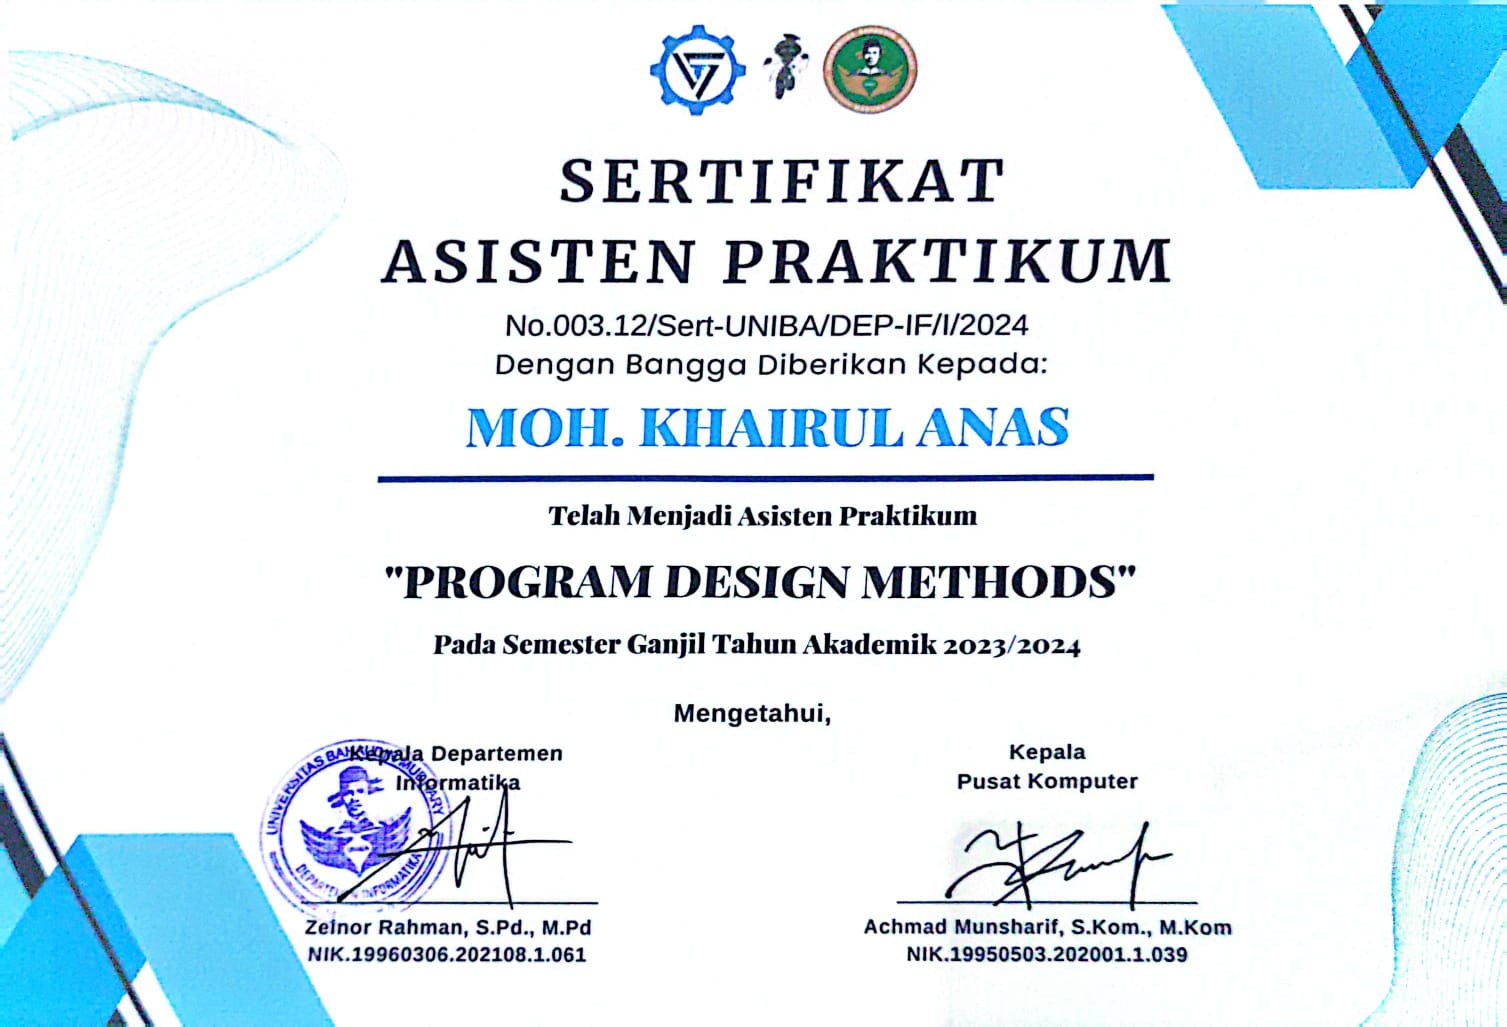 SERTIFIKAT
ASISTEN PRAKTIKUM
No.003.12/Sert-UNIBA/DEP-IF/I/2024
Dengan Bangga Diberikan Kepada:
MOH. KHAIRUL ANAS
Telah Menjadi Asisten Praktikum
"PROGRAM DESIGN METHODS"
Pada Semester Ganjil Tahun Akademik 2023/2024
Mengetahui,
Kepala Departemen
Informatika
UNIVERSITAS BAHAUDIN MUDHARY
DEPARTEMEN INFORMATIKA
Zeinor Rahman, S.Pd., M.Pd
NIK.19960306.202108.1.061
Kepala
Pusat Komputer
Achmad Munsharif, S.Kom., M.Kom
NIK.19950503.202001.1.039